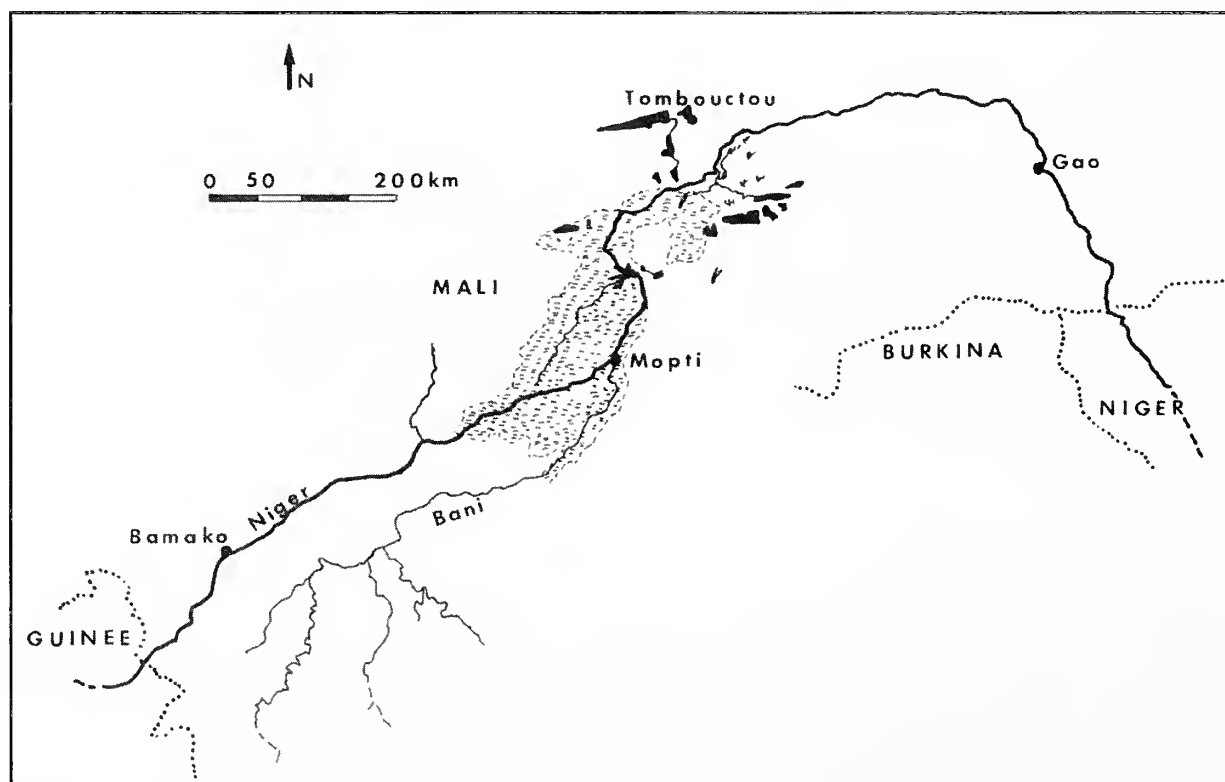 N
Tombouctou
0 50 200km
Gao
MALI
Mopti
BURKINA
NIGER
Niger
Bani
Bamako
GUINEE